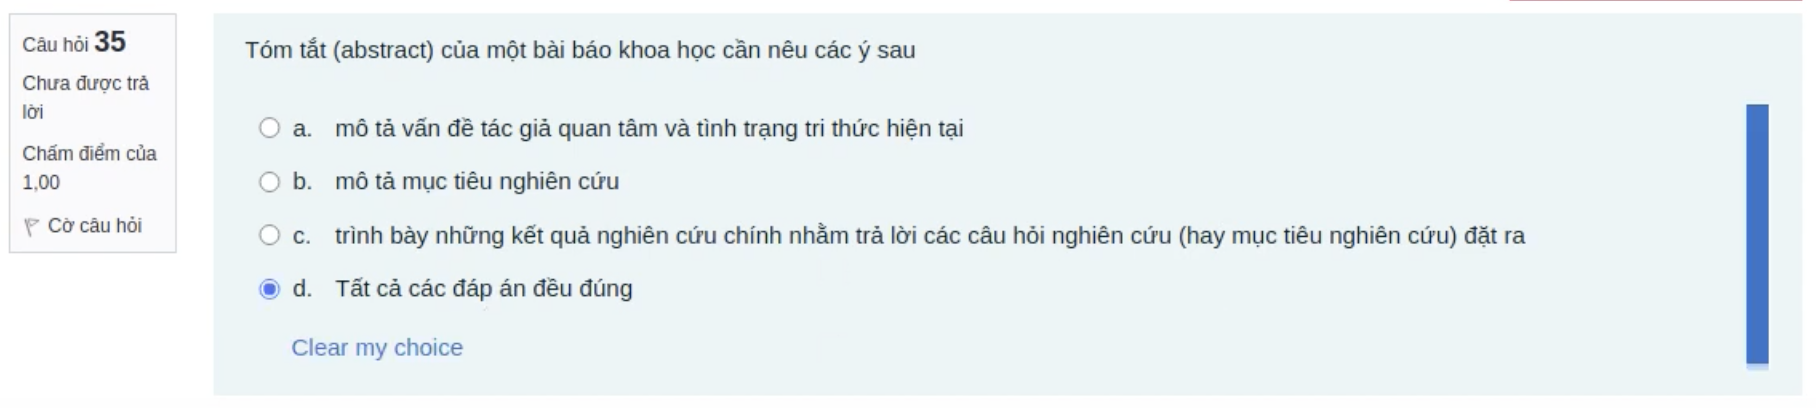 Câu hỏi 35
Chưa được trả
lời
Chấm điểm của
1,00
Cờ câu hỏi
Tóm tắt (abstract) của một bài báo khoa học cần nêu các ý sau
a. mô tả vấn đề tác giả quan tâm và tình trạng tri thức hiện tại
b. mô tả mục tiêu nghiên cứu
c. trình bày những kết quả nghiên cứu chính nhằm trả lời các câu hỏi nghiên cứu (hay mục tiêu nghiên cứu) đặt ra
d. Tất cả các đáp án đều đúng
Clear my choice